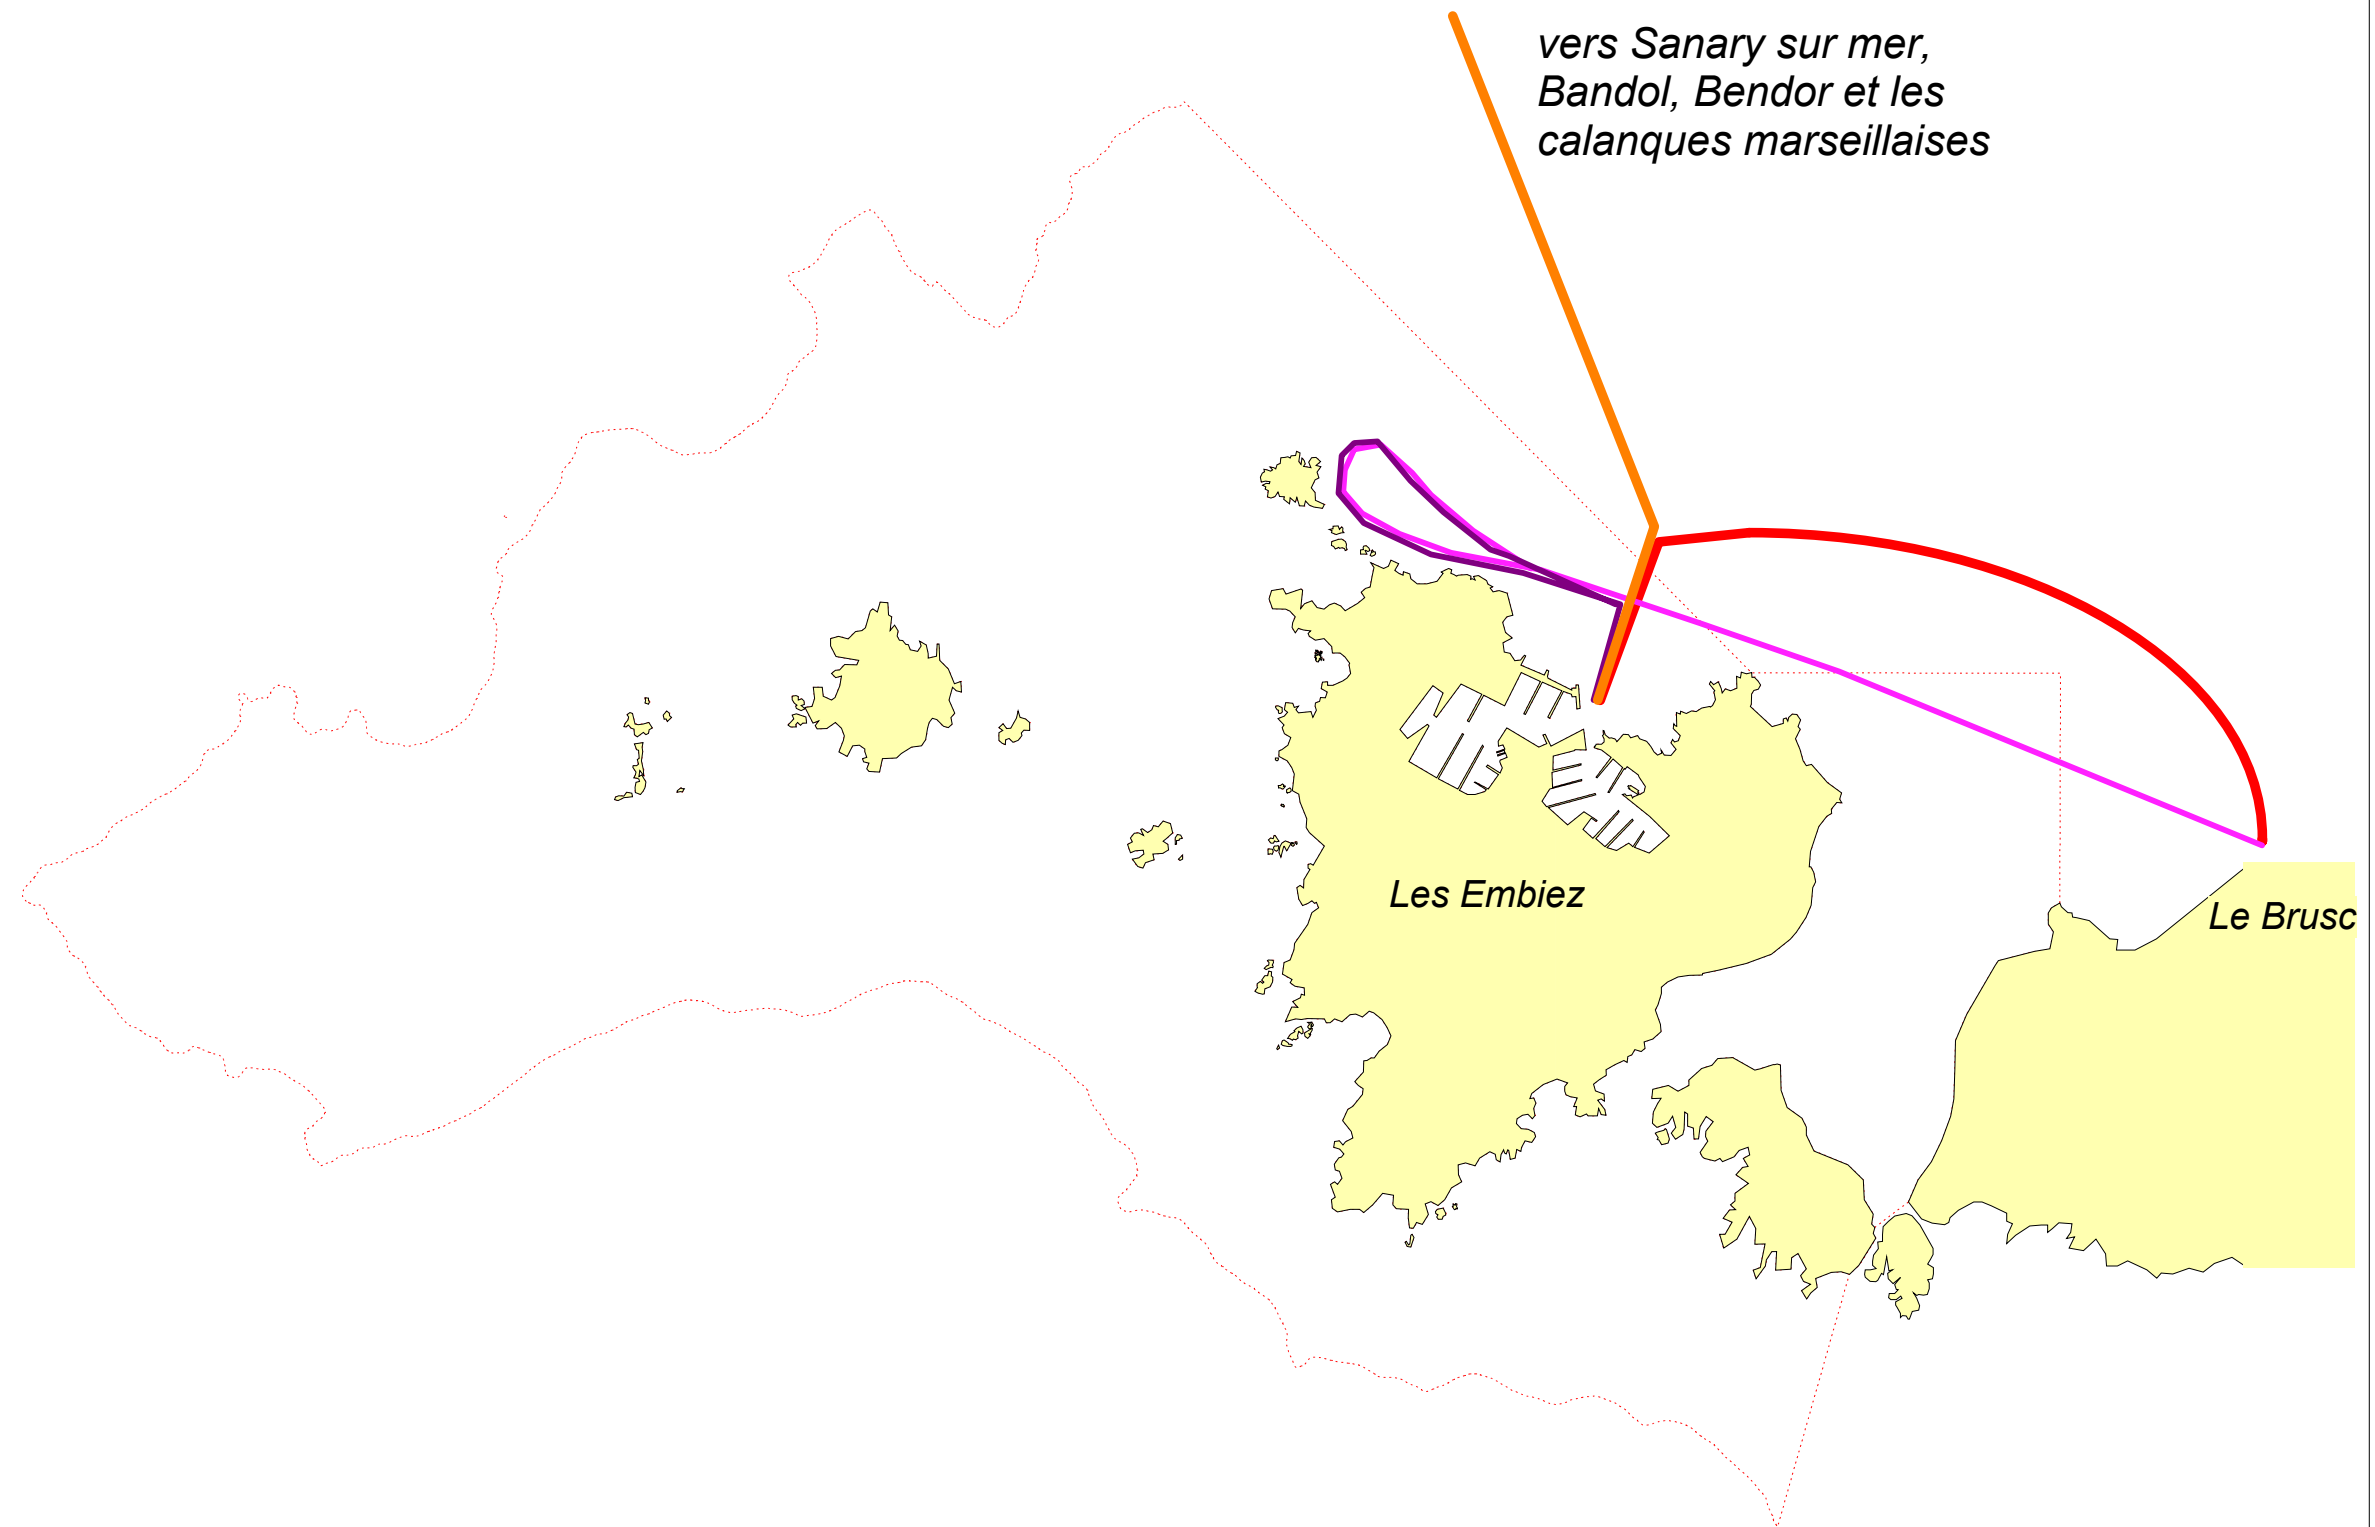 vers Sanary sur mer,
Bandol, Bendor et les
calanques marseillaises
Les Embiez
Le Brusc